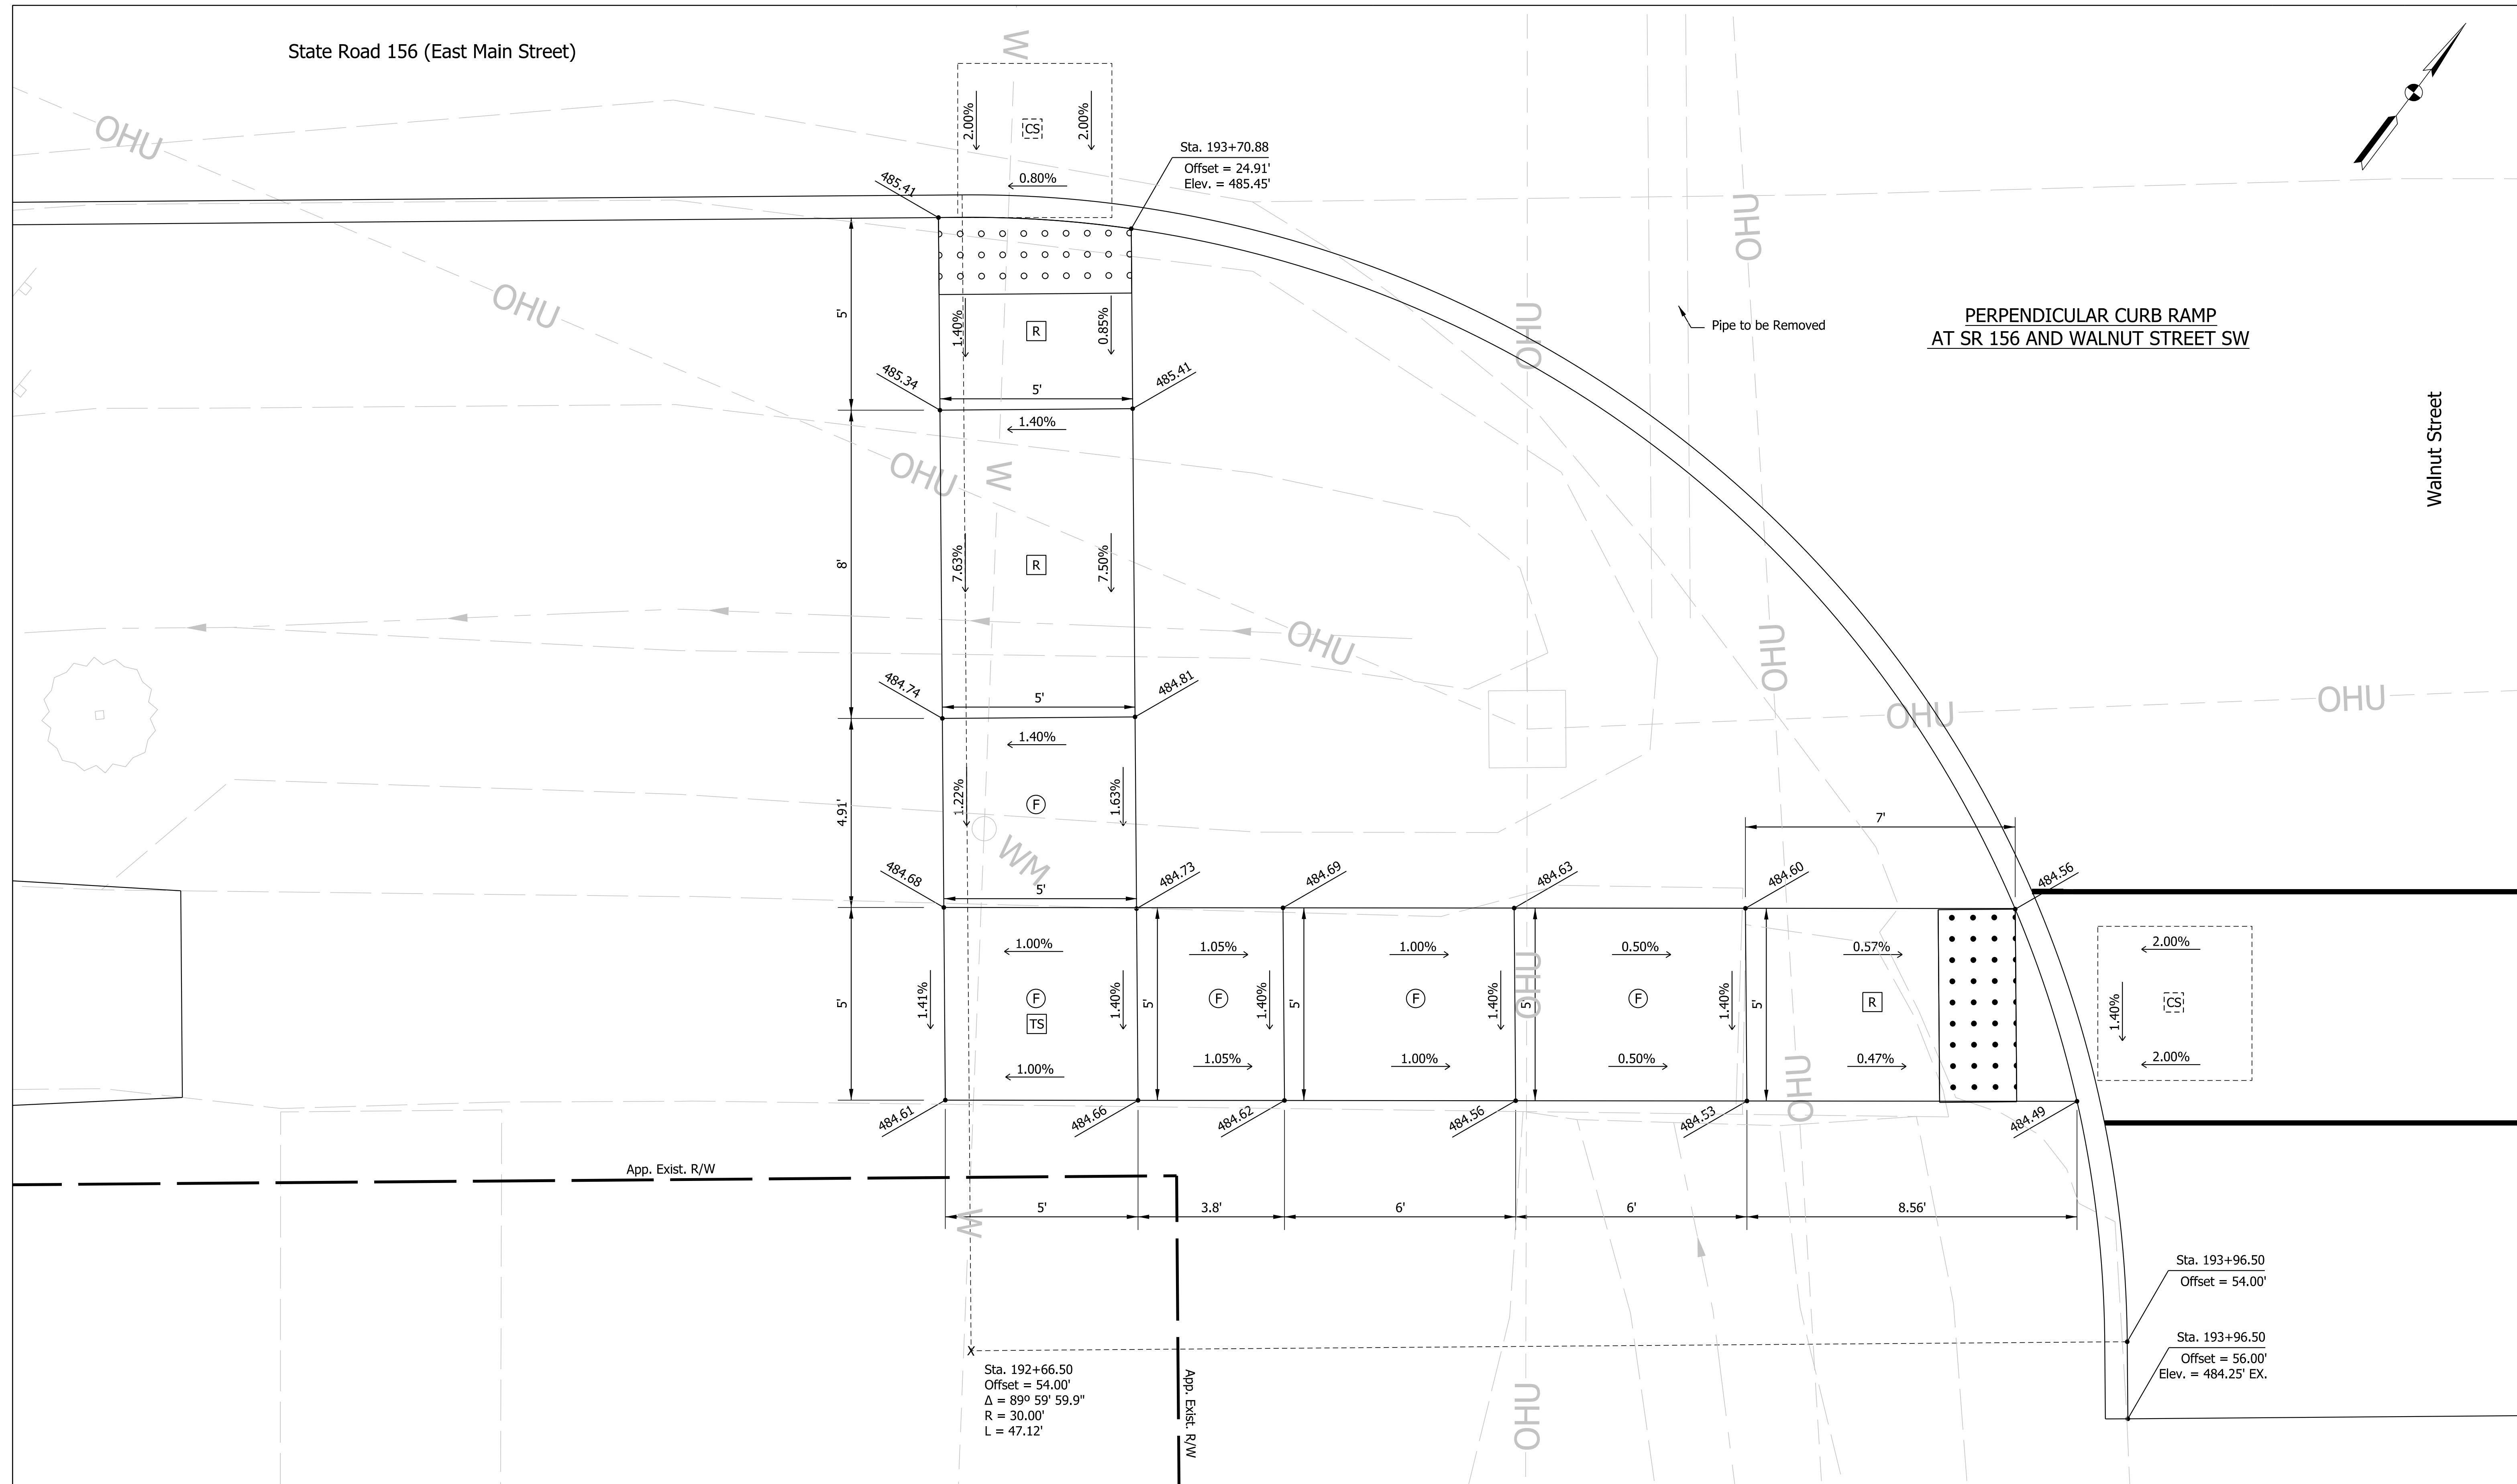 State Road 156 (East Main Street)
W
OHU
2.00%
CS
2.00%
0.80%
Sta. 193+70.88
Offset = 24.91'
Elev. = 485.45'
485.41
OHU
OHU
OHU
5'
1.40%
R
0.85%
Pipe to be Removed
PERPENDICULAR CURB RAMP
AT SR 156 AND WALNUT STREET SW
Walnut Street
485.34
5'
485.41
1.40%
OHU
W
8'
7.63%
R
7.50%
OHU
OHU
484.74
5'
484.81
OHU
OHU
1.40%
4.91'
1.22%
F
1.63%
WM
7'
484.68
5'
484.73
484.69
484.63
484.60
484.56
1.00%
1.05%
1.00%
0.50%
0.57%
2.00%
5'
1.41%
F
TS
1.40%
5'
F
1.40%
5'
F
1.40%
5'
OHU
F
1.40%
5'
R
1.40%
CS
1.00%
1.05%
1.00%
0.50%
0.47%
2.00%
OHU
484.61
484.66
484.62
484.56
484.53
484.49
App. Exist. R/W
W
5'
3.8'
6'
6'
8.56'
Sta. 193+96.50
Offset = 54.00'
Sta. 193+96.50
Offset = 56.00'
Elev. = 484.25' EX.
X
Sta. 192+66.50
Offset = 54.00'
Δ = 89º 59' 59.9"
R = 30.00'
L = 47.12'
App. Exist. R/W
OHU